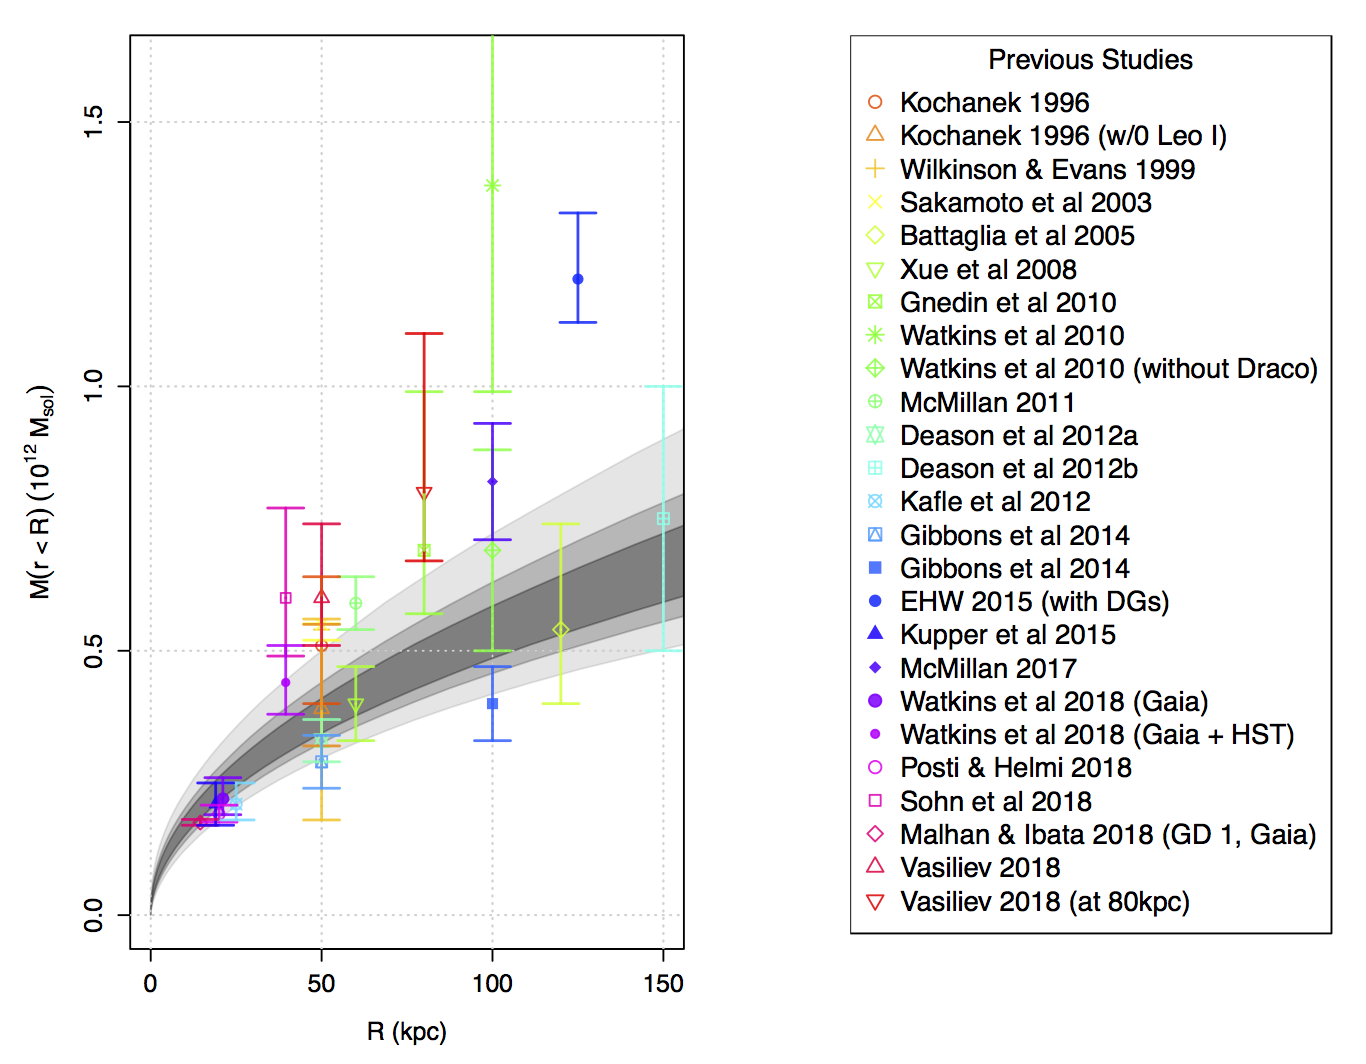 M(r < R) (10¹² Mₛₒₗ)
1.5
1.0
0.5
0.0
0
50
100
150
R (kpc)
Previous Studies
Kochanek 1996
Kochanek 1996 (w/0 Leo I)
Wilkinson & Evans 1999
Sakamoto et al 2003
Battaglia et al 2005
Xue et al 2008
Gnedin et al 2010
Watkins et al 2010
Watkins et al 2010 (without Draco)
McMillan 2011
Deason et al 2012a
Deason et al 2012b
Kafle et al 2012
Gibbons et al 2014
Gibbons et al 2014
EHW 2015 (with DGs)
Kupper et al 2015
McMillan 2017
Watkins et al 2018 (Gaia)
Watkins et al 2018 (Gaia + HST)
Posti & Helmi 2018
Sohn et al 2018
Malhan & Ibata 2018 (GD 1, Gaia)
Vasiliev 2018
Vasiliev 2018 (at 80kpc)